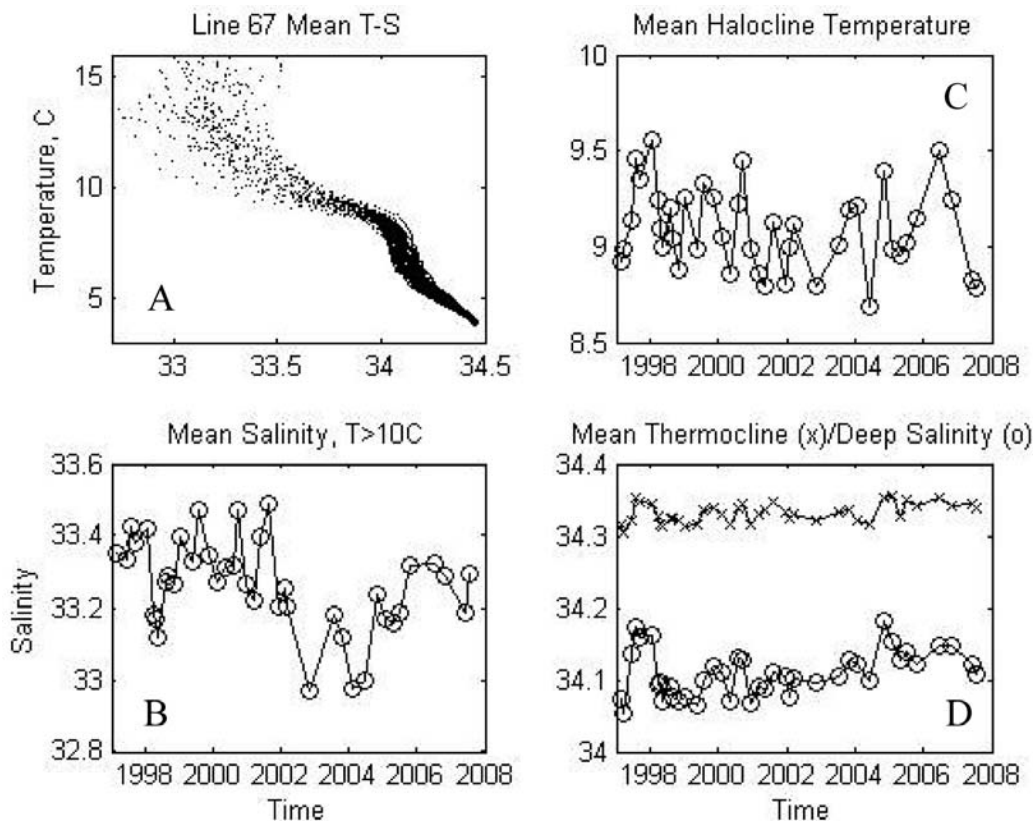 Line 67 Mean T-S
15
10
5
Temperature, C
A
33
33.5
34
34.5
Mean Halocline Temperature
10
9.5
9
8.5
C
1998 2000 2002 2004 2006 2008
Mean Salinity, T>10C
33.6
33.4
33.2
33
32.8
Salinity
B
1998 2000 2002 2004 2006 2008
Time
Mean Thermocline (x)/Deep Salinity (o)
34.4
34.3
34.2
34.1
34
D
1998 2000 2002 2004 2006 2008
Time